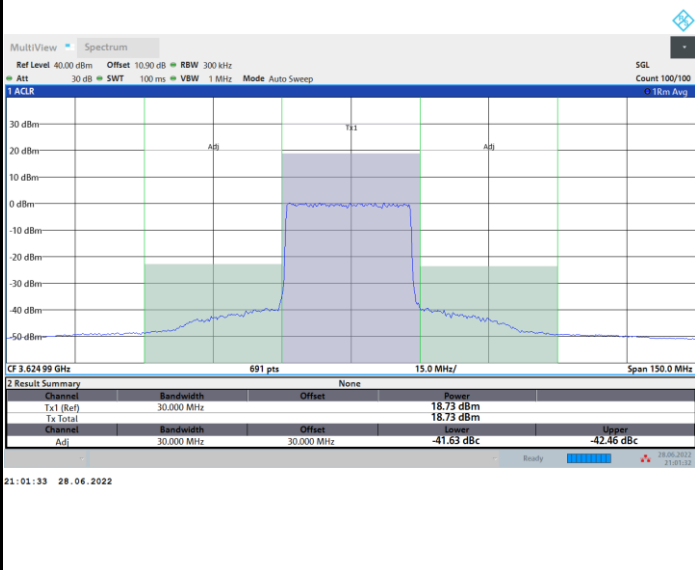 MultiView Spectrum
Ref Level 40.00 dBm Offset 10.90 dB RBW 300 kHz SGL
Att 30 dB SWT 100 ms VBW 1 MHz Mode Auto Sweep Count 100/100
1 ACLR 1Rm Avg
Tx1
Adj Adj
30 dBm
20 dBm
10 dBm
0 dBm
-10 dBm
-20 dBm
-30 dBm
-40 dBm
-50 dBm
CF 3.624 99 GHz 691 pts 15.0 MHz/ Span 150.0 MHz
2 Result Summary None
Channel Bandwidth Offset Power
Tx1 (Ref) 30.000 MHz 18.73 dBm
Tx Total 18.73 dBm
Channel Bandwidth Offset Lower Upper
Adj 30.000 MHz 30.000 MHz -41.63 dBc -42.46 dBc
Ready 28.06.2022
21:01:32
21:01:33 28.06.2022